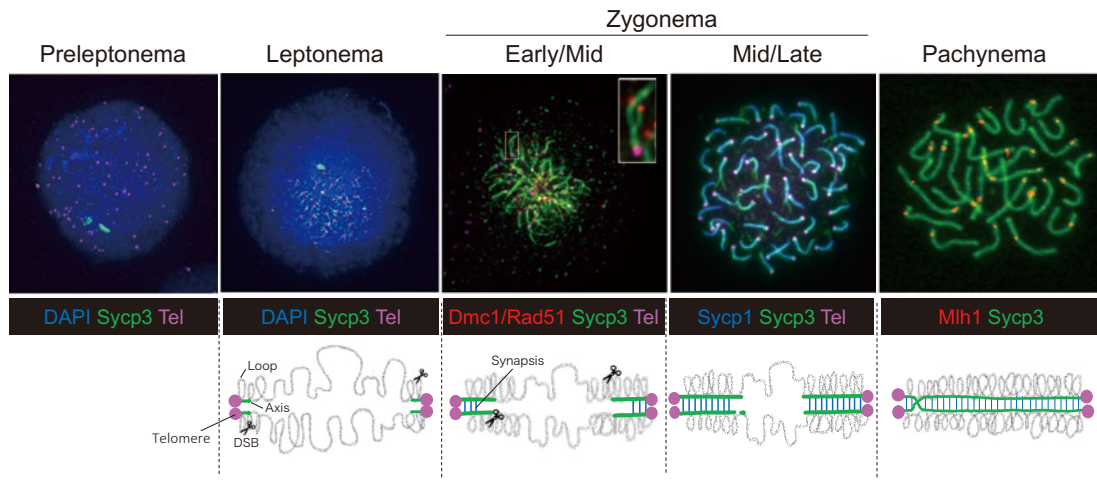 Zygonema
Preleptonema
Leptonema
Early/Mid
Mid/Late
Pachynema
DAPI Sycp3 Tel
DAPI Sycp3 Tel
Dmc1/Rad51 Sycp3 Tel
Sycp1 Sycp3 Tel
Mlh1 Sycp3
Loop
Axis
Telomere
DSB
Synapsis